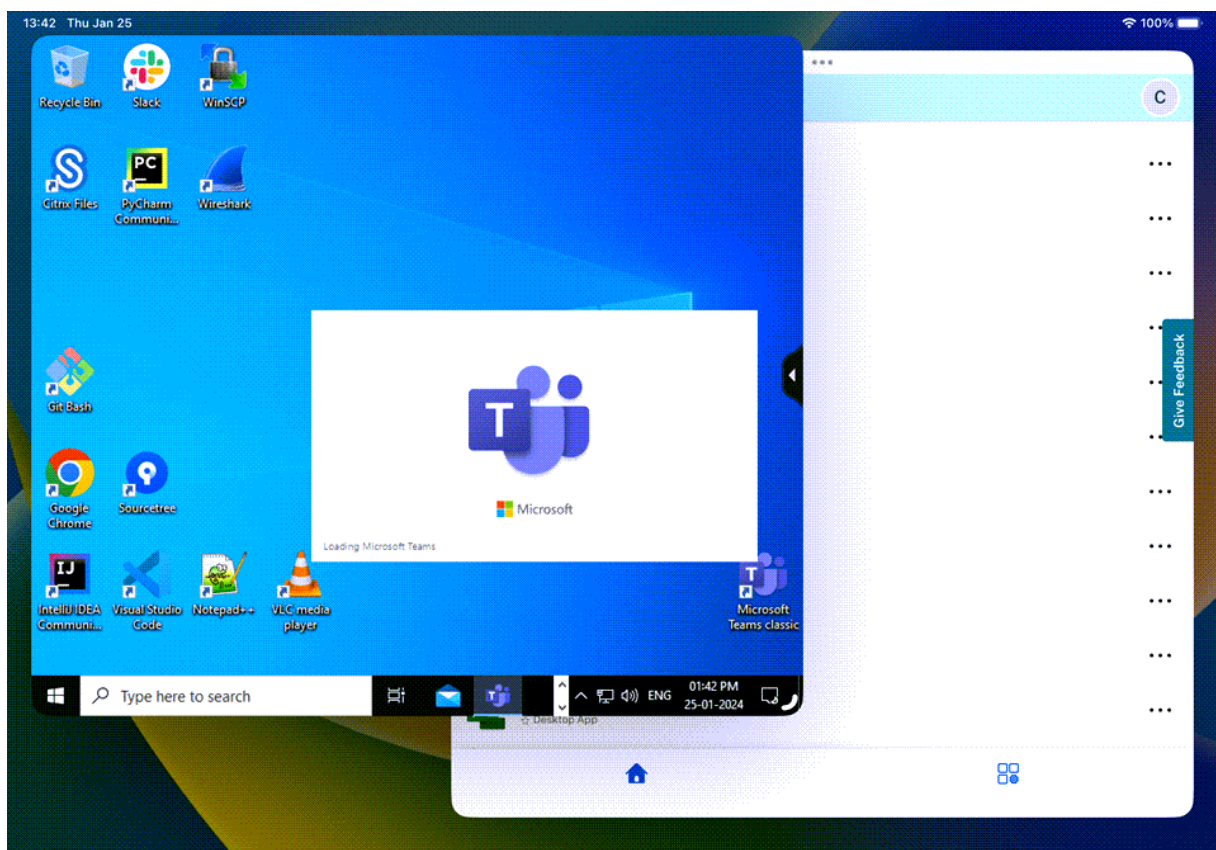 13:42 Thu Jan 25
100%
Recycle Bin
Slack
WinSCP
C
PC
Citrix Files
PyCharm
Communi...
Wireshark
Git Bash
Give Feedback
T
Microsoft
Google
Chrome
Sourcetree
Loading Microsoft Teams
IJ
T
IntelliJ IDEA
Communi...
Visual Studio
Code
Notepad++
VLC media
player
Microsoft
Teams classic
Type here to search
ENG
01:42 PM
25-01-2024
Desktop App